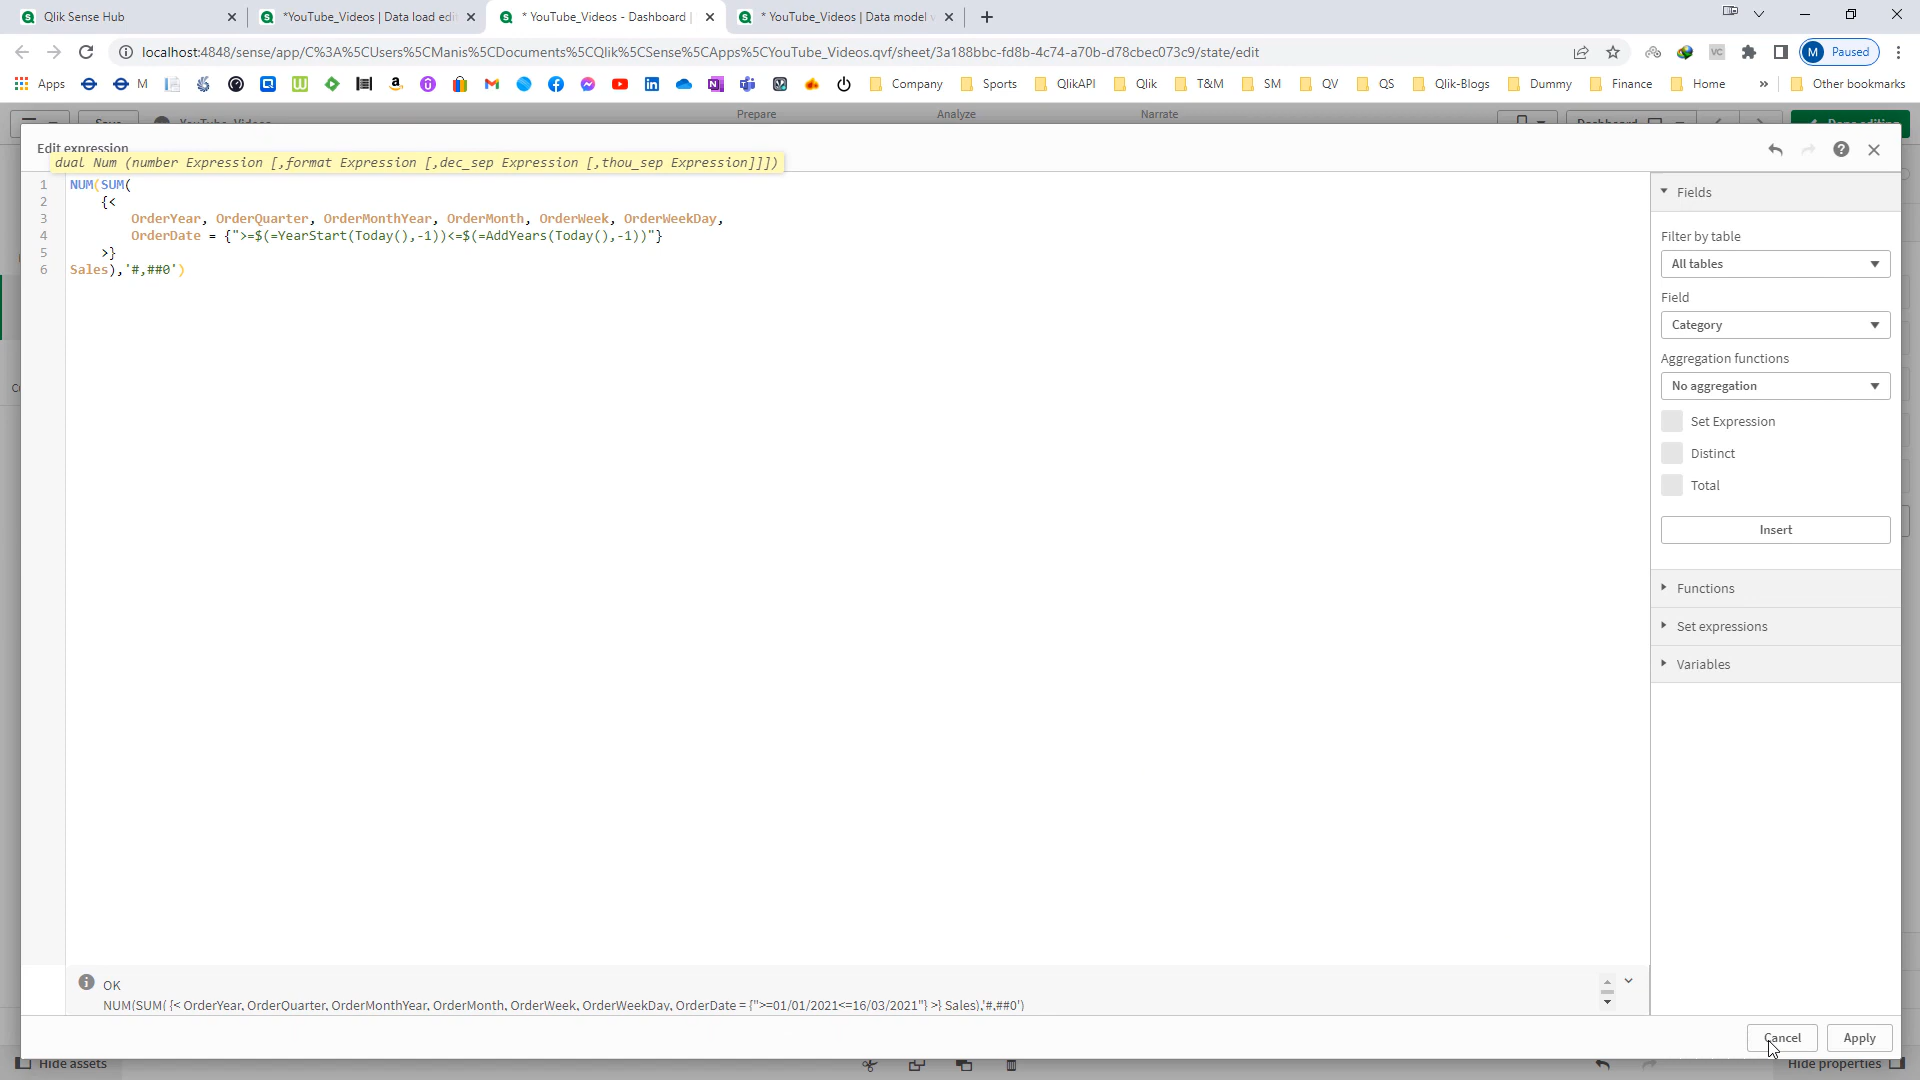 Qlik Sense Hub
*YouTube_Videos | Data load edi
* YouTube_Videos - Dashboard |
* YouTube_Videos | Data model
localhost:4848/sense/app/C%3A%5CUsers%5CManis%5CDocuments%5CQlik%5CSense%5CApps%5CYouTube_Videos.qvf/sheet/3a188bbc-fd8b-4c74-a70b-d78cbec073c9/state/edit
M Paused
Apps M Company Sports QlikAPI Qlik T&M SM QV QS Qlik-Blogs Dummy Finance Home » Other bookmarks
Prepare Analyze Narrate
Edit expression
dual Num (number Expression [,format Expression [,dec_sep Expression [,thou_sep Expression]]])
1 NUM(SUM(
2 {<
3 OrderYear, OrderQuarter, OrderMonthYear, OrderMonth, OrderWeek, OrderWeekDay,
4 OrderDate = {">=$(=YearStart(Today(),-1))<=$(=AddYears(Today(),-1))"}
5 >}
6 Sales),'#,##0')
Fields
Filter by table
All tables
Field
Category
Aggregation functions
No aggregation
Set Expression
Distinct
Total
Insert
Functions
Set expressions
Variables
OK
NUM(SUM( {< OrderYear, OrderQuarter, OrderMonthYear, OrderMonth, OrderWeek, OrderWeekDay, OrderDate = {">=01/01/2021<=16/03/2021"} >} Sales),'#,##0')
Cancel
Apply
Hide assets
Hide properties